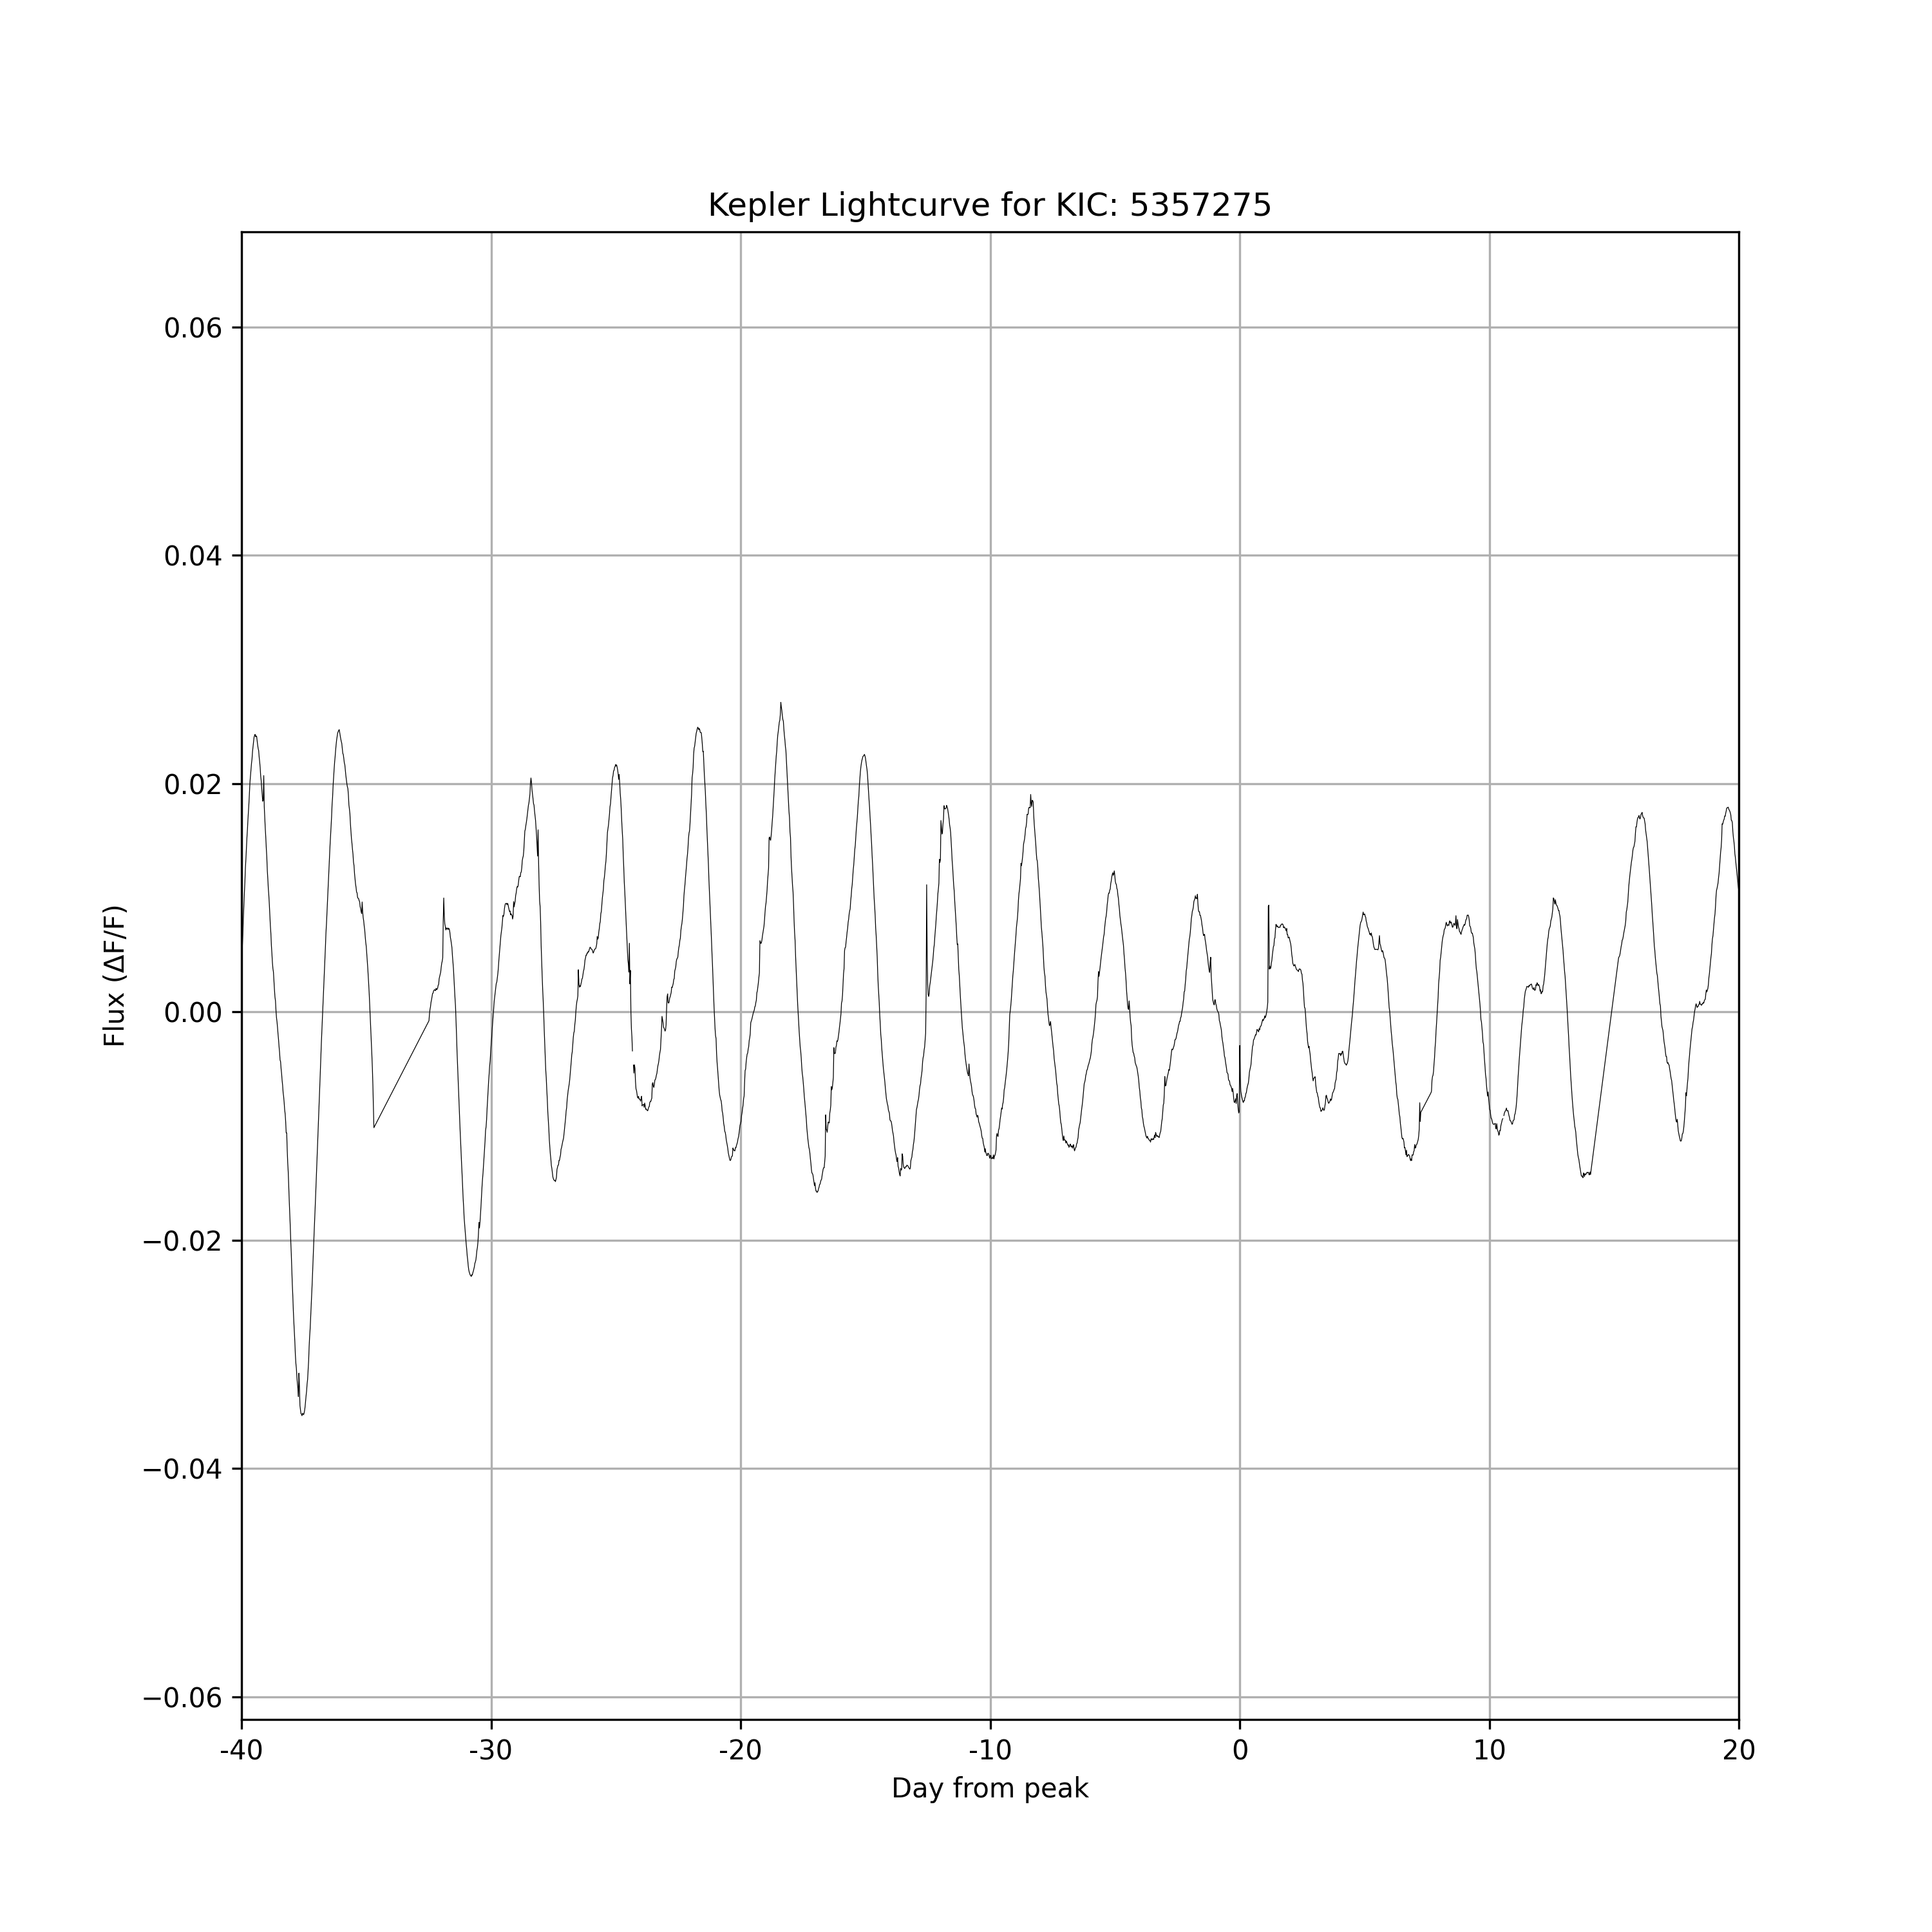 Kepler Lightcurve for KIC: 5357275
0.06
0.04
0.02
0.00
−0.02
−0.04
−0.06
Flux (ΔF/F)
-40 -30 -20 -10 0 10 20
Day from peak